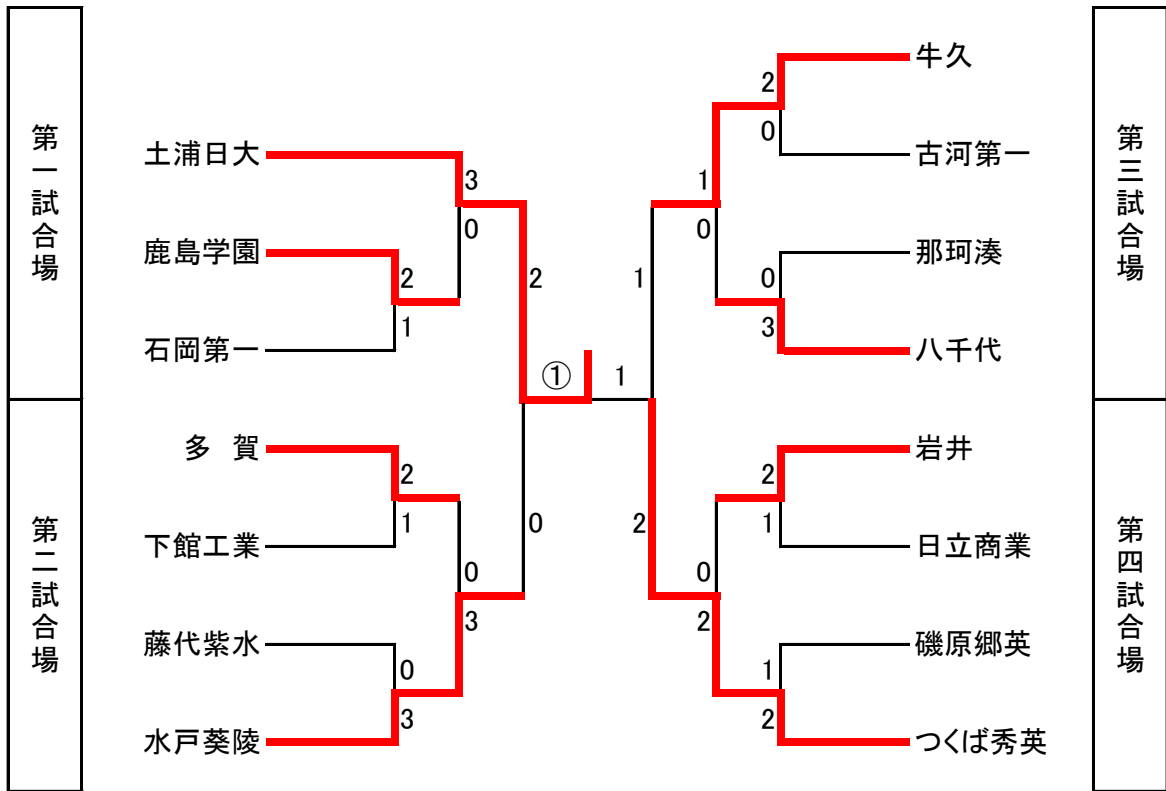 第一試合場
第二試合場
土浦日大
鹿島学園
石岡第一
多 賀
下館工業
藤代紫水
水戸葵陵
3
0
2
1
2
1
0
3
0
3
2
0
①
1
1
2
1
0
0
2
2
0
0
3
2
1
1
2
牛久
古河第一
那珂湊
八千代
岩井
日立商業
磯原郷英
つくば秀英
第三試合場
第四試合場